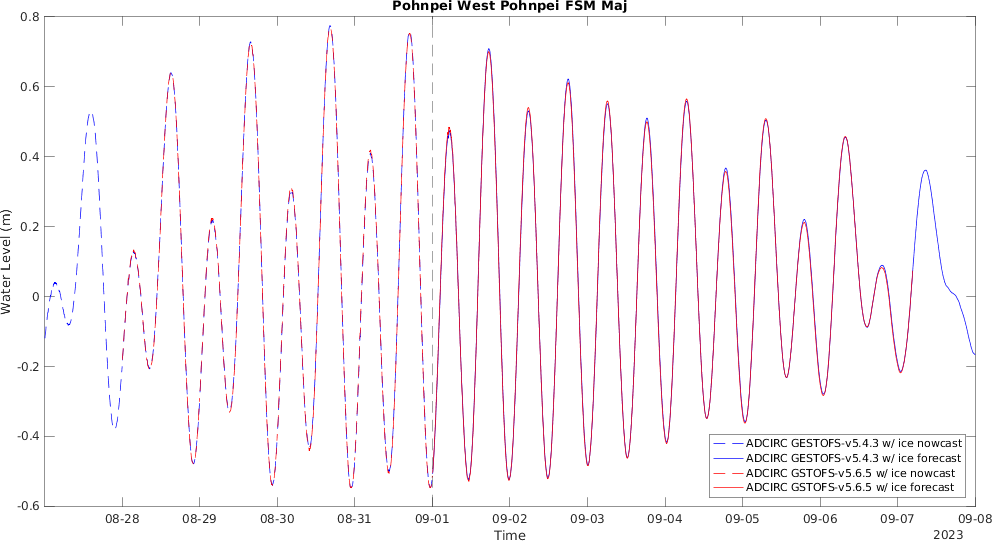 Pohnpei West Pohnpei FSM Maj
Water Level (m)
0.8
0.6
0.4
0.2
0
-0.2
-0.4
-0.6
ADCIRC GESTOFS-v5.4.3 w/ ice nowcast
ADCIRC GESTOFS-v5.4.3 w/ ice forecast
ADCIRC GSTOFS-v5.6.5 w/ ice nowcast
ADCIRC GSTOFS-v5.6.5 w/ ice forecast
08-28 08-29 08-30 08-31 09-01 09-02 09-03 09-04 09-05 09-06 09-07 09-08
Time
2023